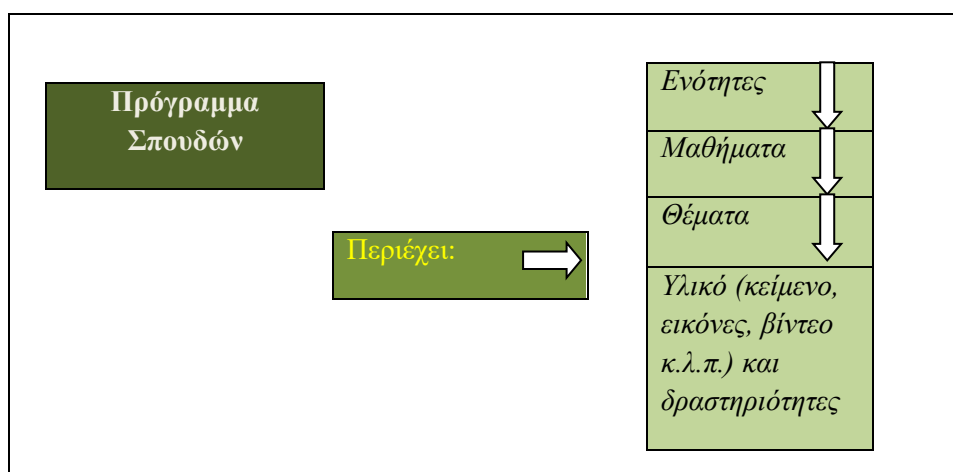 Πρόγραμμα
Σπουδών
Περιέχει:
Ενότητες
Μαθήματα
Θέματα
Υλικό (κείμενο,
εικόνες, βίντεο
κ.λ.π.) και
δραστηριότητες